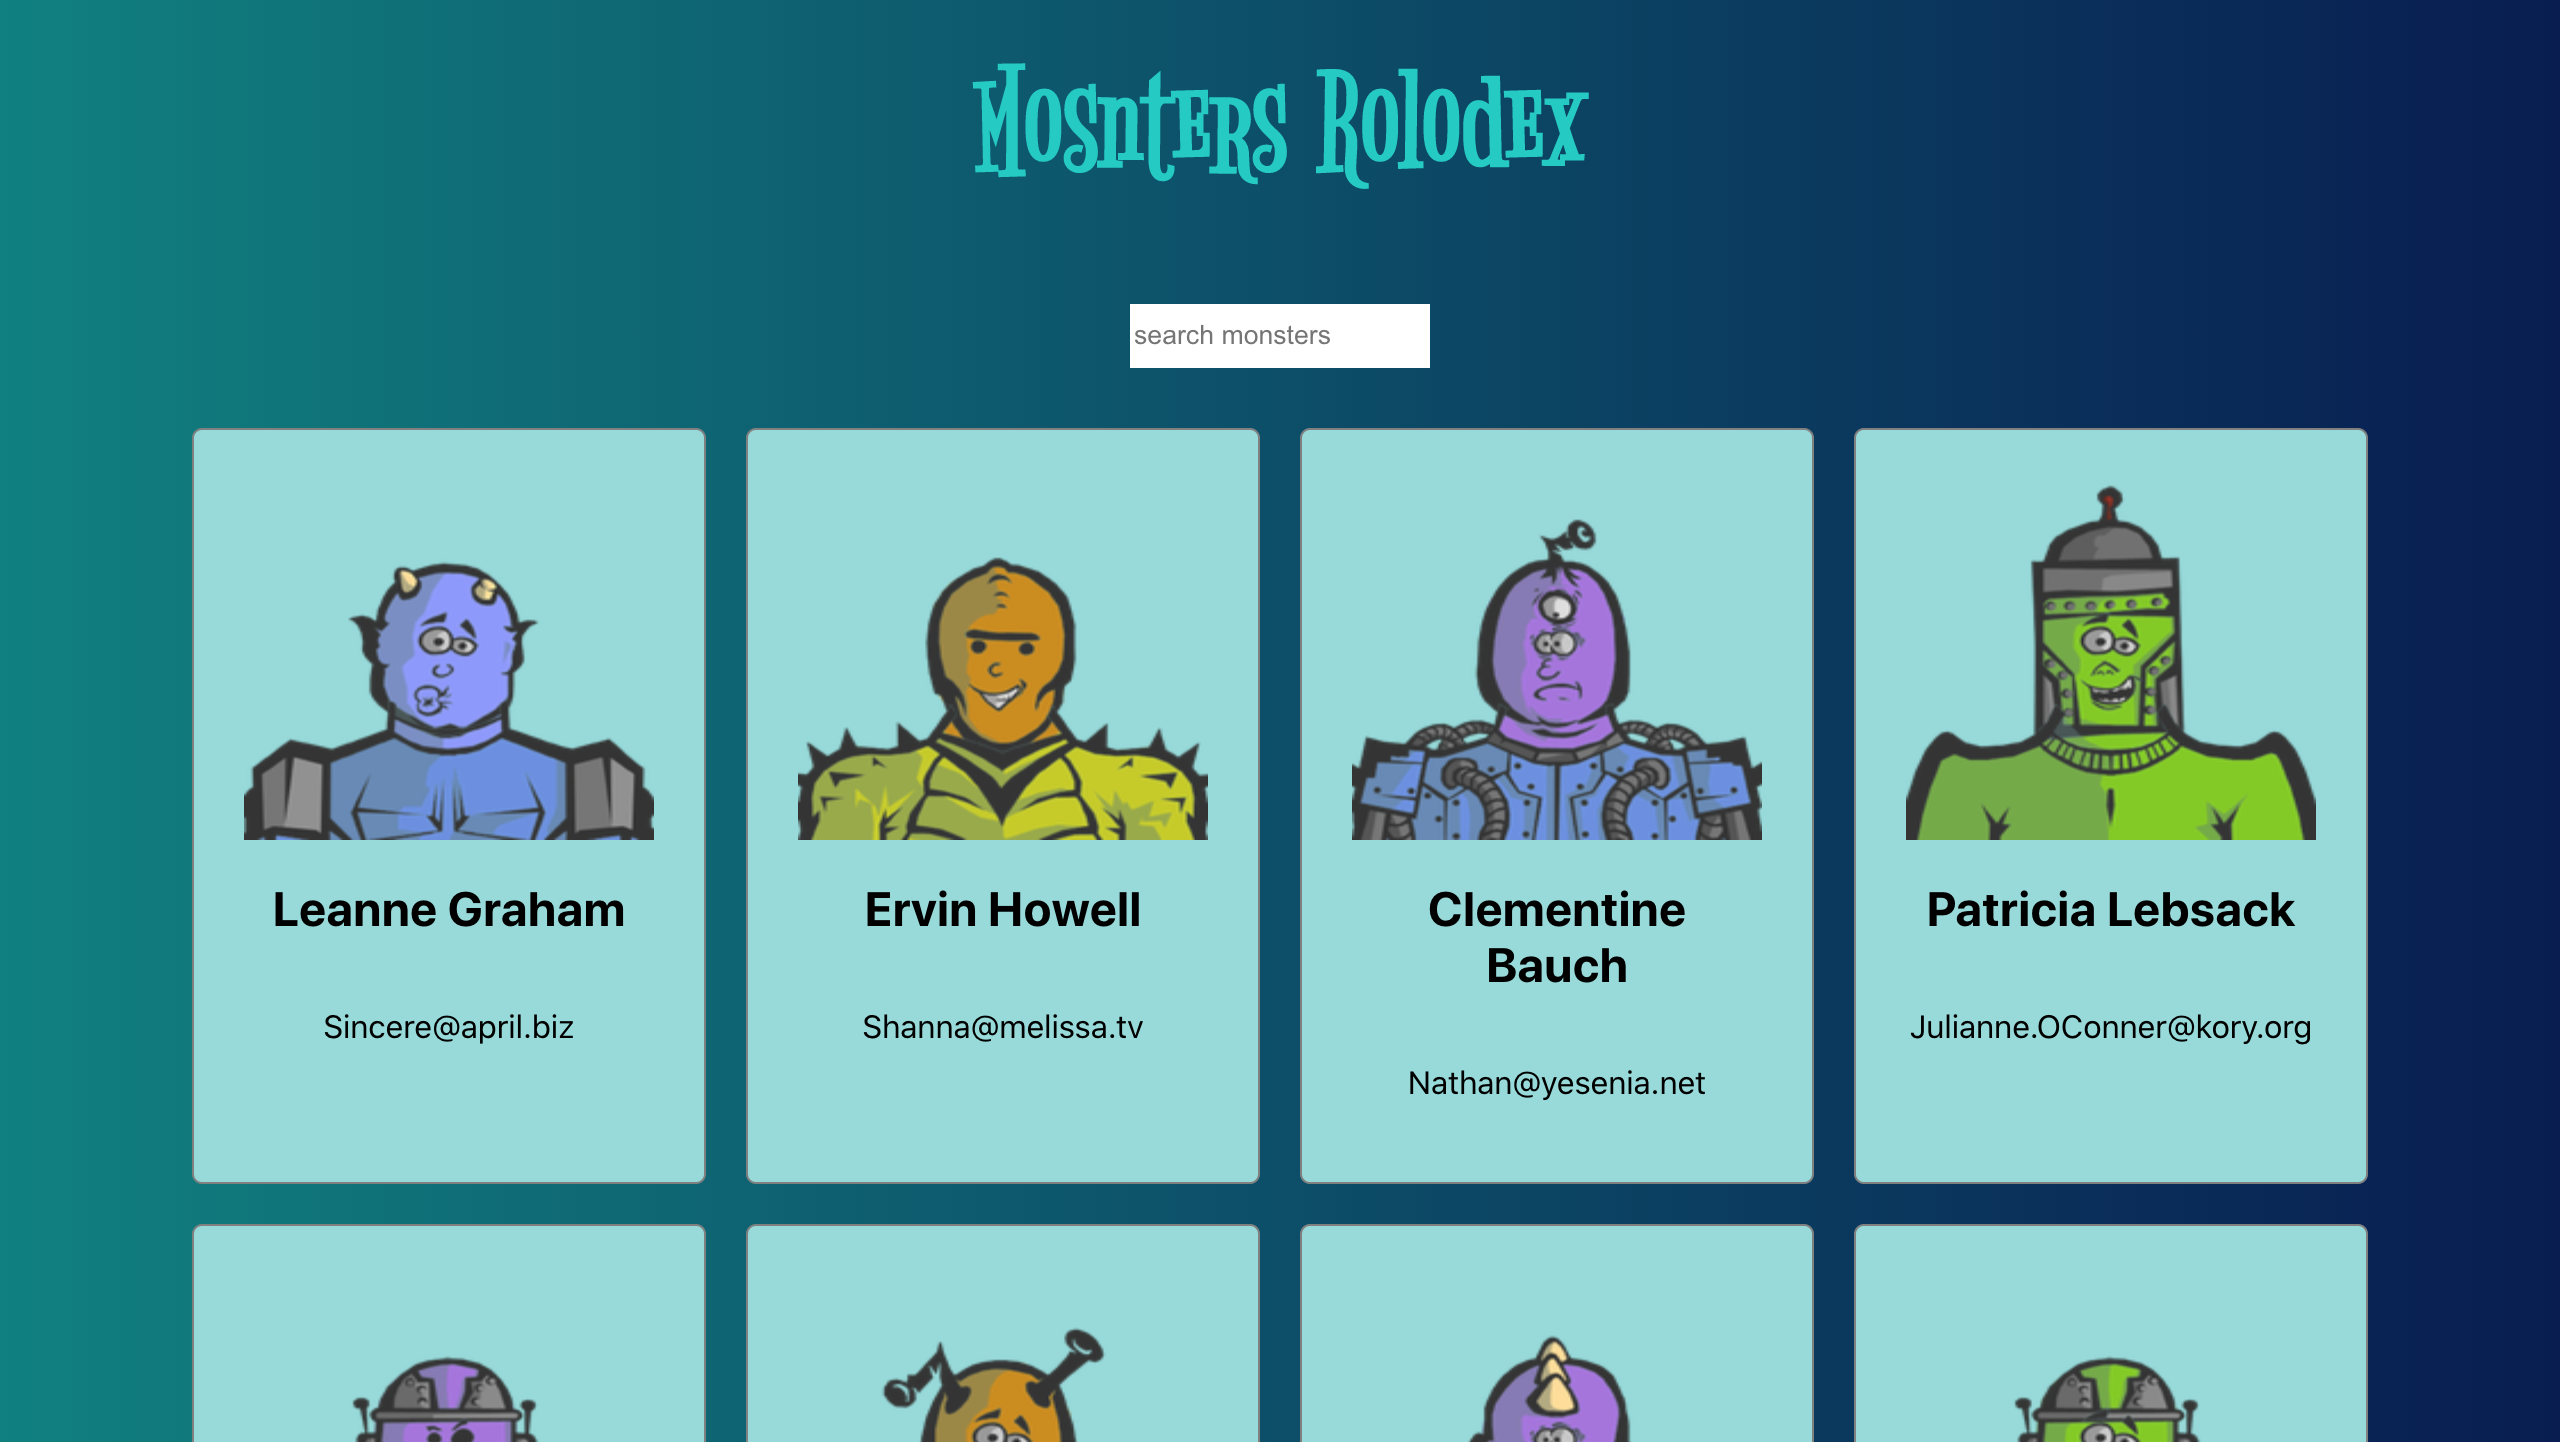 Mosnters Rolodex
search monsters
Leanne Graham
Sincere@april.biz
Ervin Howell
Shanna@melissa.tv
Clementine
Bauch
Nathan@yesenia.net
Patricia Lebsack
Julianne.OConner@kory.org